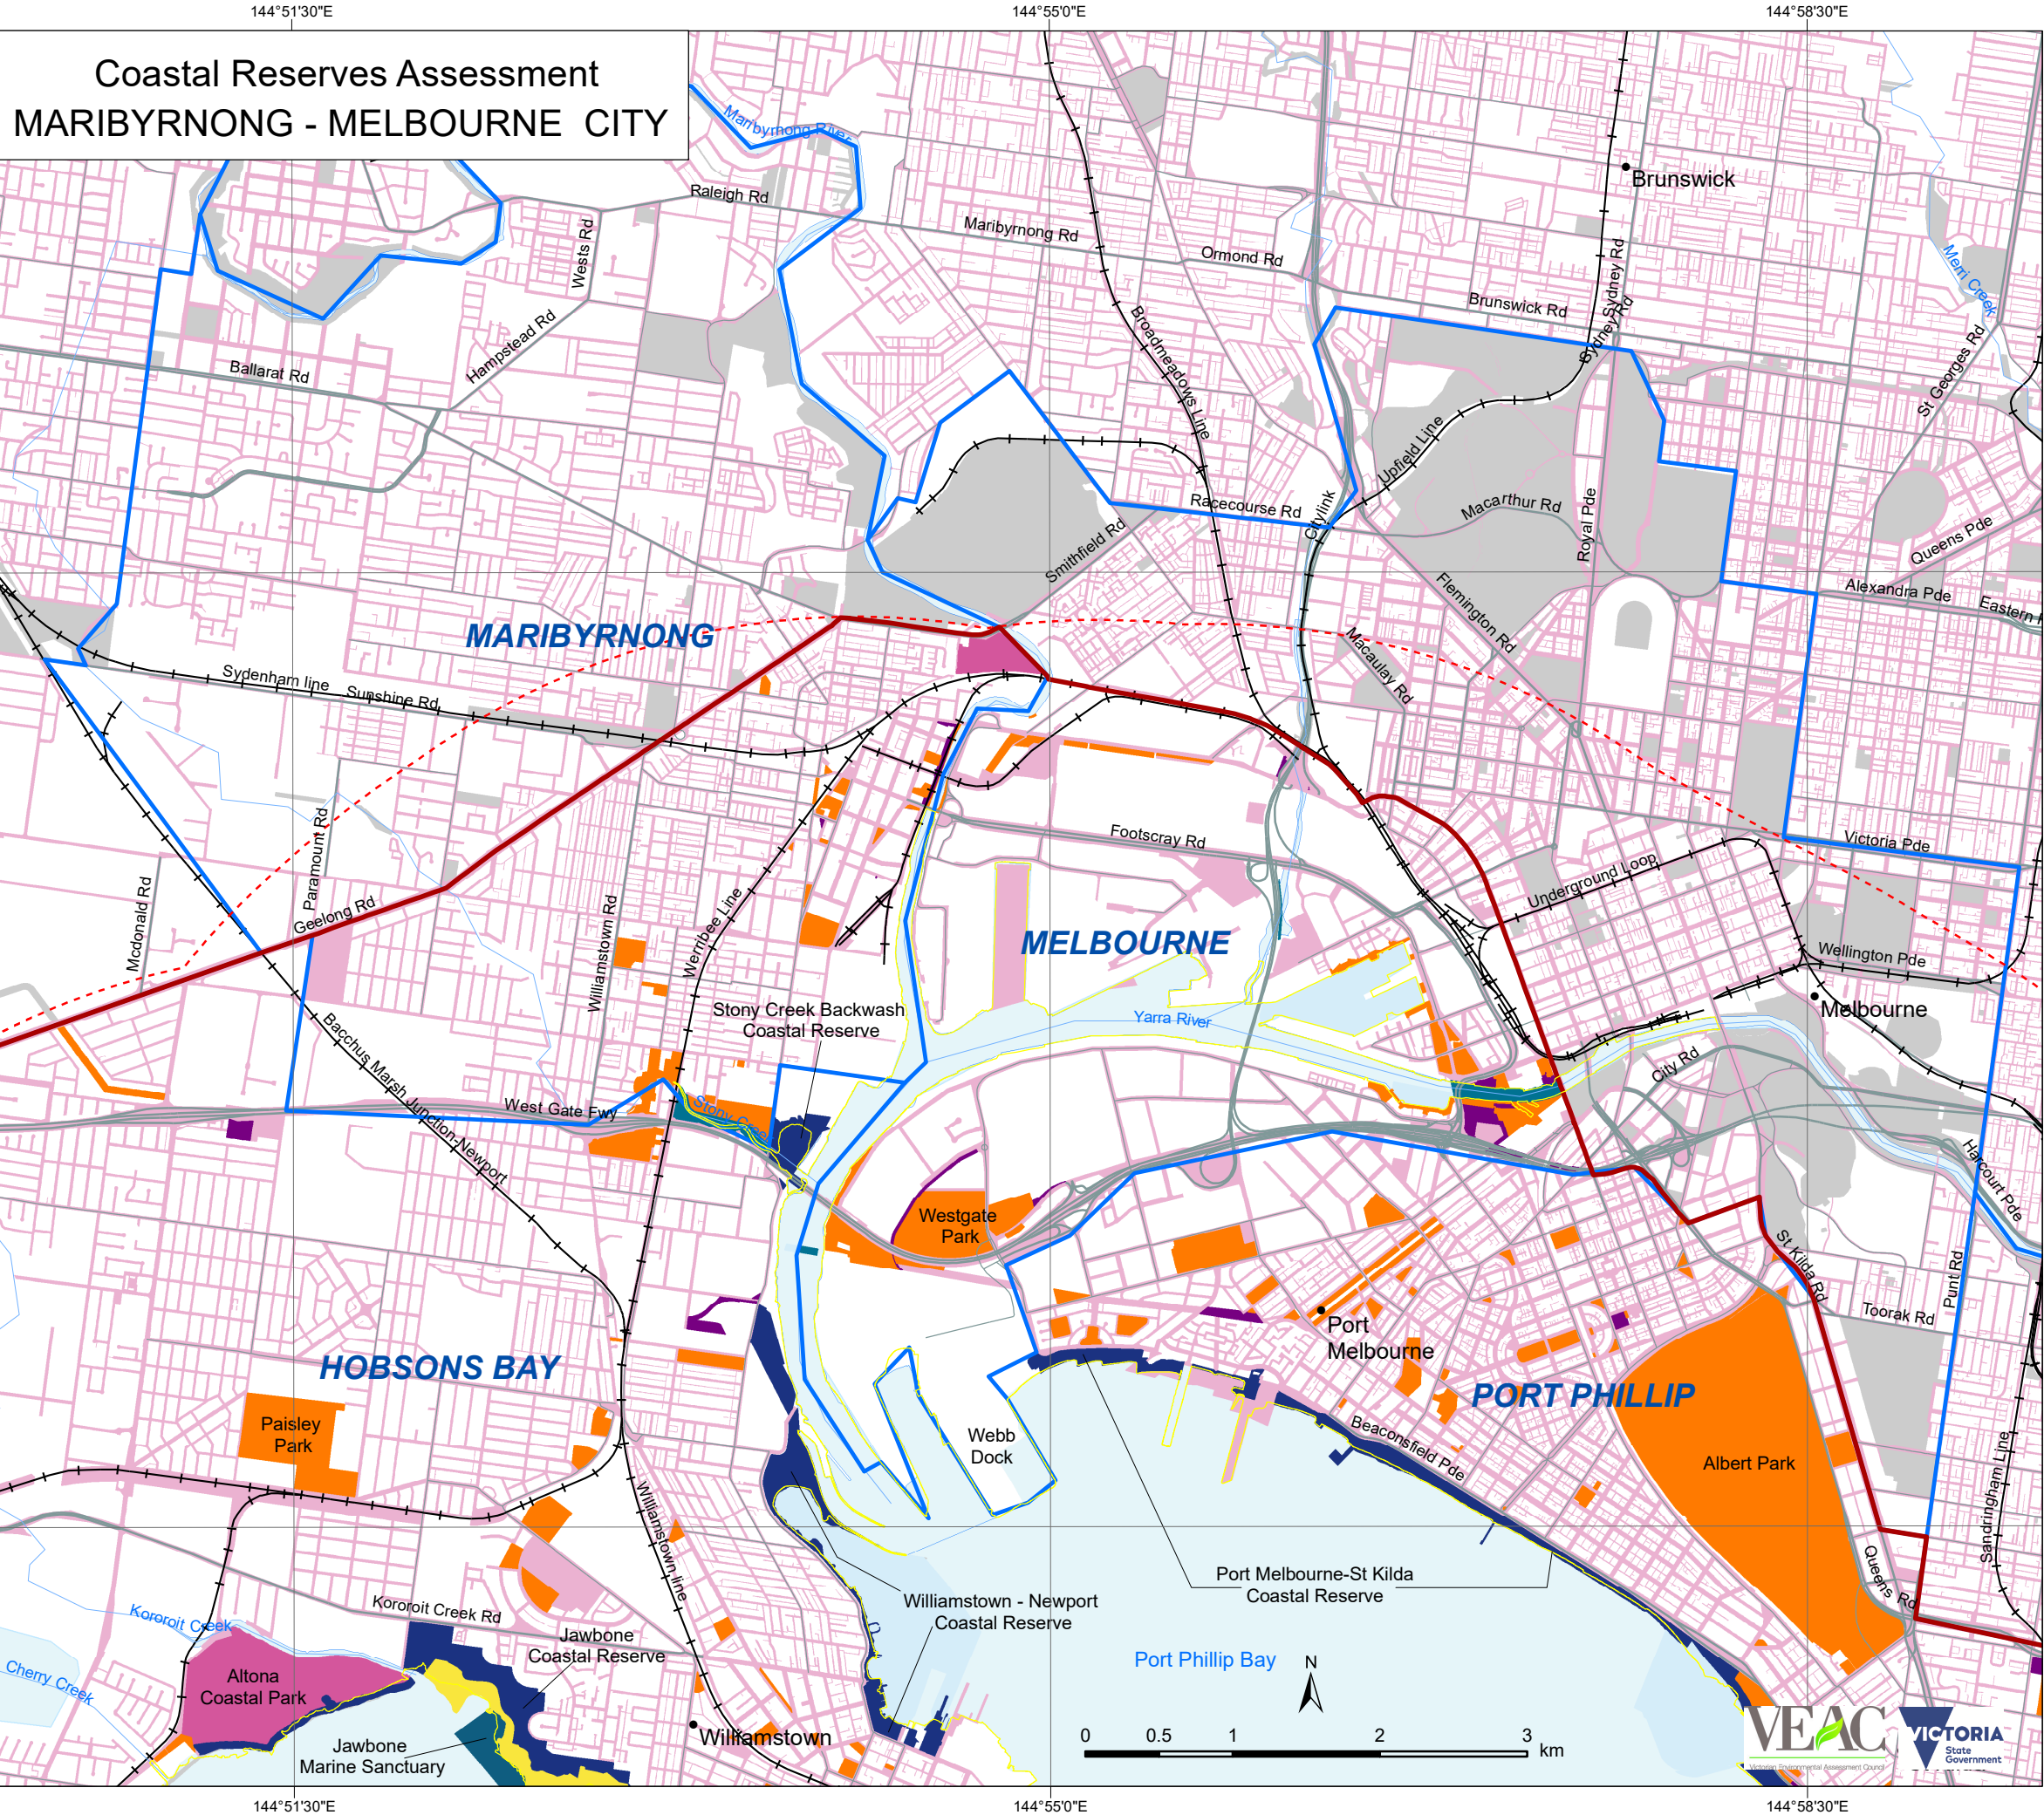 144°51'30"E
144°55'0"E
144°58'30"E
Coastal Reserves Assessment
MARIBYRNONG - MELBOURNE CITY
Maribyrnong River
Raleigh Rd
Wests Rd
Maribyrnong Rd
Ormond Rd
Brunswick
Sydney Rd
Sydney Rd
Brunswick Rd
Merri Creek
St Georges Rd
Ballarat Rd
Hampstead Rd
Broadmeadows Line
Upfield Line
Racecourse Rd
Citylink
Macarthur Rd
Royal Pde
Queens Pde
Smithfield Rd
Flemington Rd
Alexandra Pde
Eastern
MARIBYRNONG
Macaulay Rd
Sydenham line
Sunshine Rd
Footscray Rd
Victoria Pde
Underground Loop
Paramount Rd
Mcdonald Rd
Geelong Rd
Williamstown Rd
Werribee Line
MELBOURNE
Wellington Pde
Melbourne
Stony Creek Backwash
Coastal Reserve
Yarra River
City Rd
Bacchus Marsh Junction-Newport
West Gate Fwy
Stony Creek
Harcourt Pde
Westgate
Park
St Kilda Rd
Punt Rd
Toorak Rd
Port
Melbourne
HOBSONS BAY
PORT PHILLIP
Paisley
Park
Webb
Dock
Beaconsfield Pde
Albert Park
Sandringham Line
Williamstown line
Queens Rd
Port Melbourne-St Kilda
Coastal Reserve
Williamstown - Newport
Coastal Reserve
Kororoit Creek Rd
Kororoit Creek
Jawbone
Coastal Reserve
Cherry Creek
Altona
Coastal Park
Port Phillip Bay
N
Williamstown
Jawbone
Marine Sanctuary
0
0.5
1
2
3
km
VEAC
Victorian Environmental Assessment Council
VICTORIA
State
Government
144°51'30"E
144°55'0"E
144°58'30"E